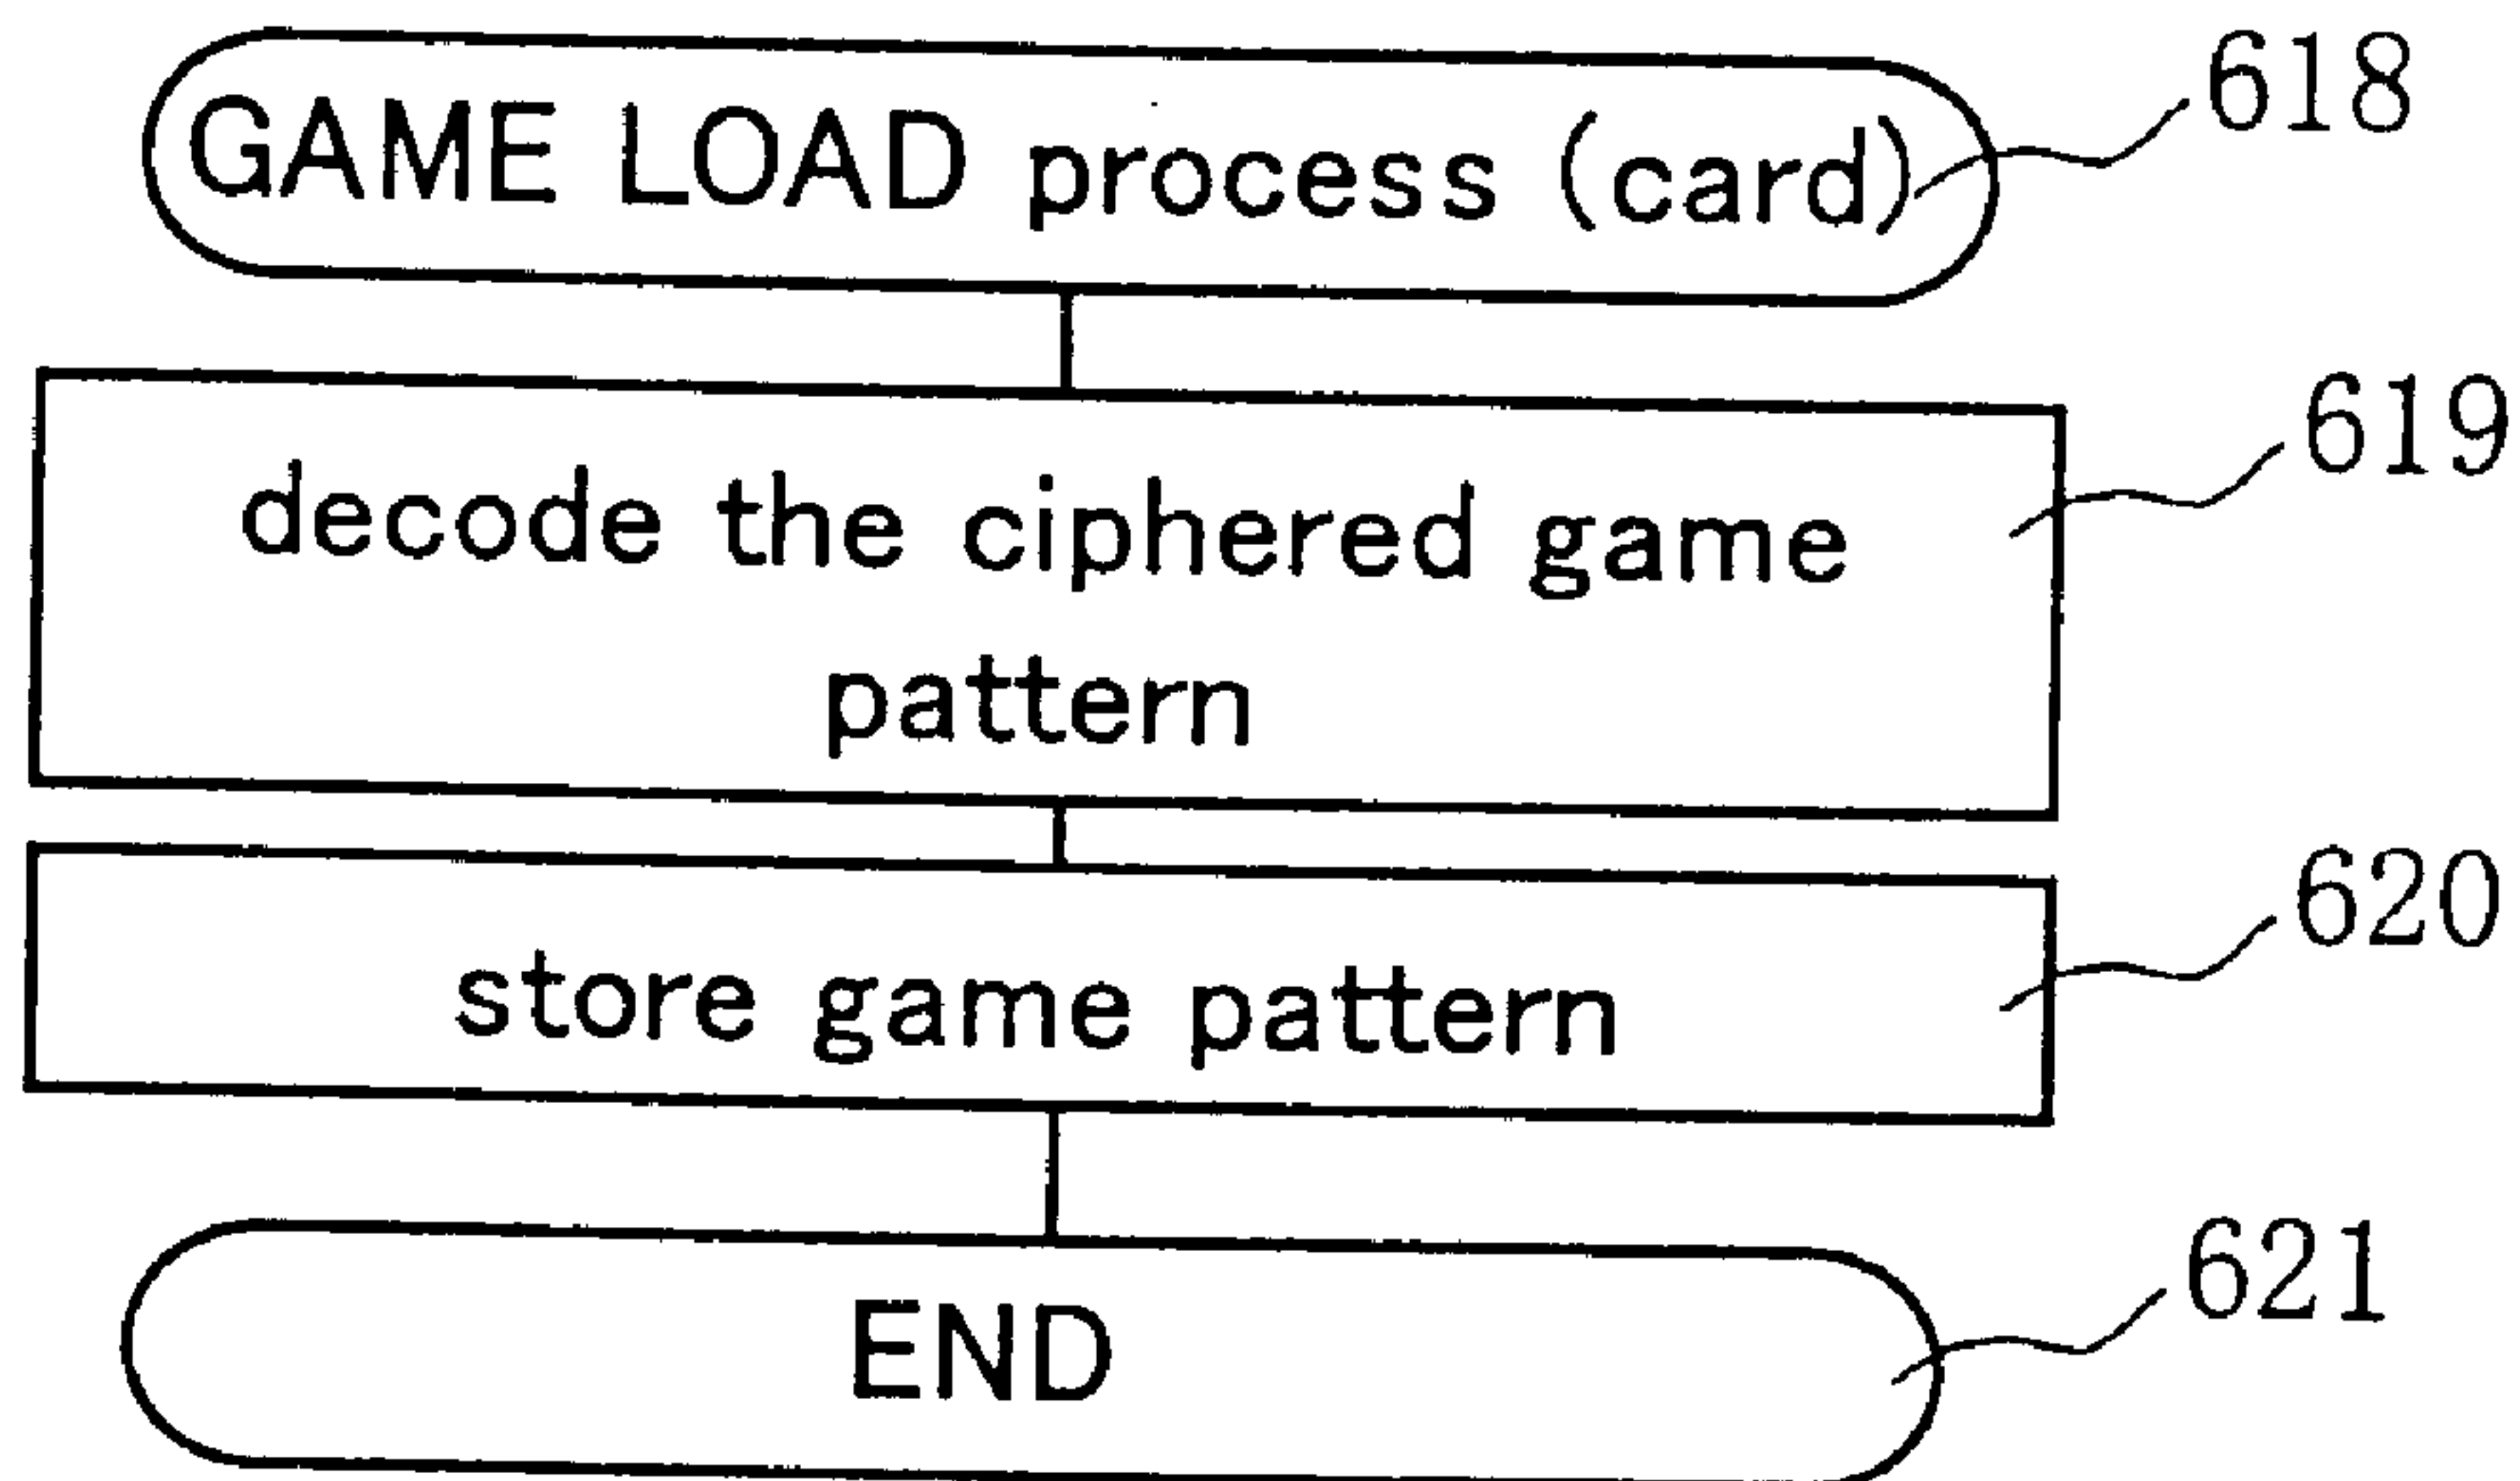 GAME LOAD process (card)
618
decode the ciphered game
pattern
619
store game pattern
620
END
621